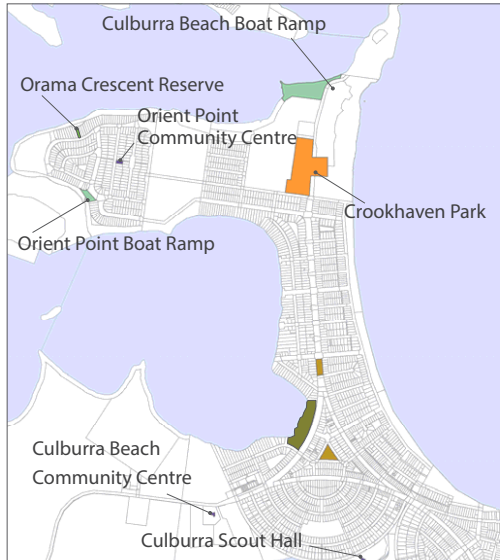 Culburra Beach Boat Ramp
Orama Crescent Reserve
Orient Point
Community Centre
Crookhaven Park
Orient Point Boat Ramp
Culburra Beach
Community Centre
Culburra Scout Hall